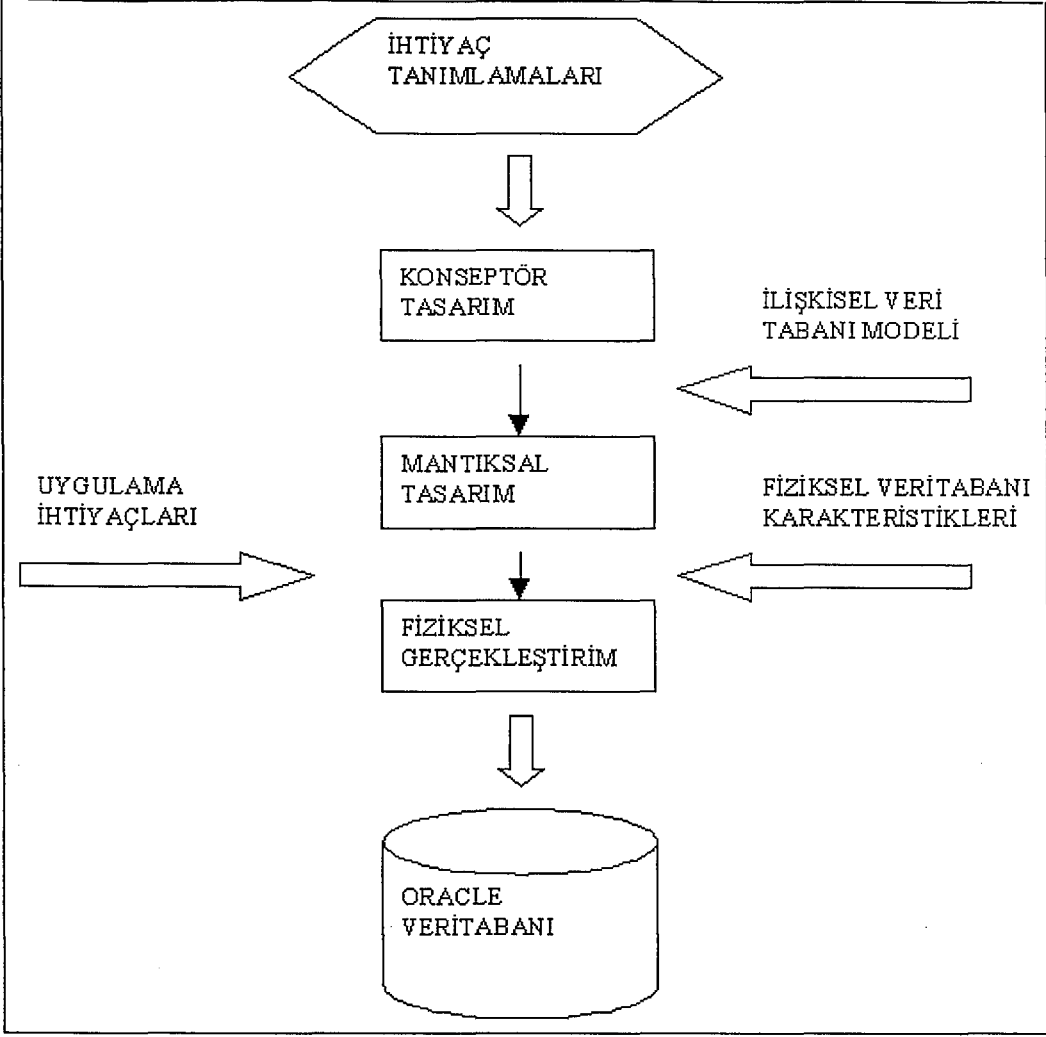 İHTİYAÇ
TANIMLAMALARI
KONSEPTÖR
TASARIM
İLİŞKİSEL VERİ
TABANI MODELİ
MANTIKSAL
TASARIM
UYGULAMA
İHTİYAÇLARI
FİZİKSEL VERİTABANI
KARAKTERİSTİKLERİ
FİZİKSEL
GERÇEKLEŞTİRİM
ORACLE
VERİTABANI